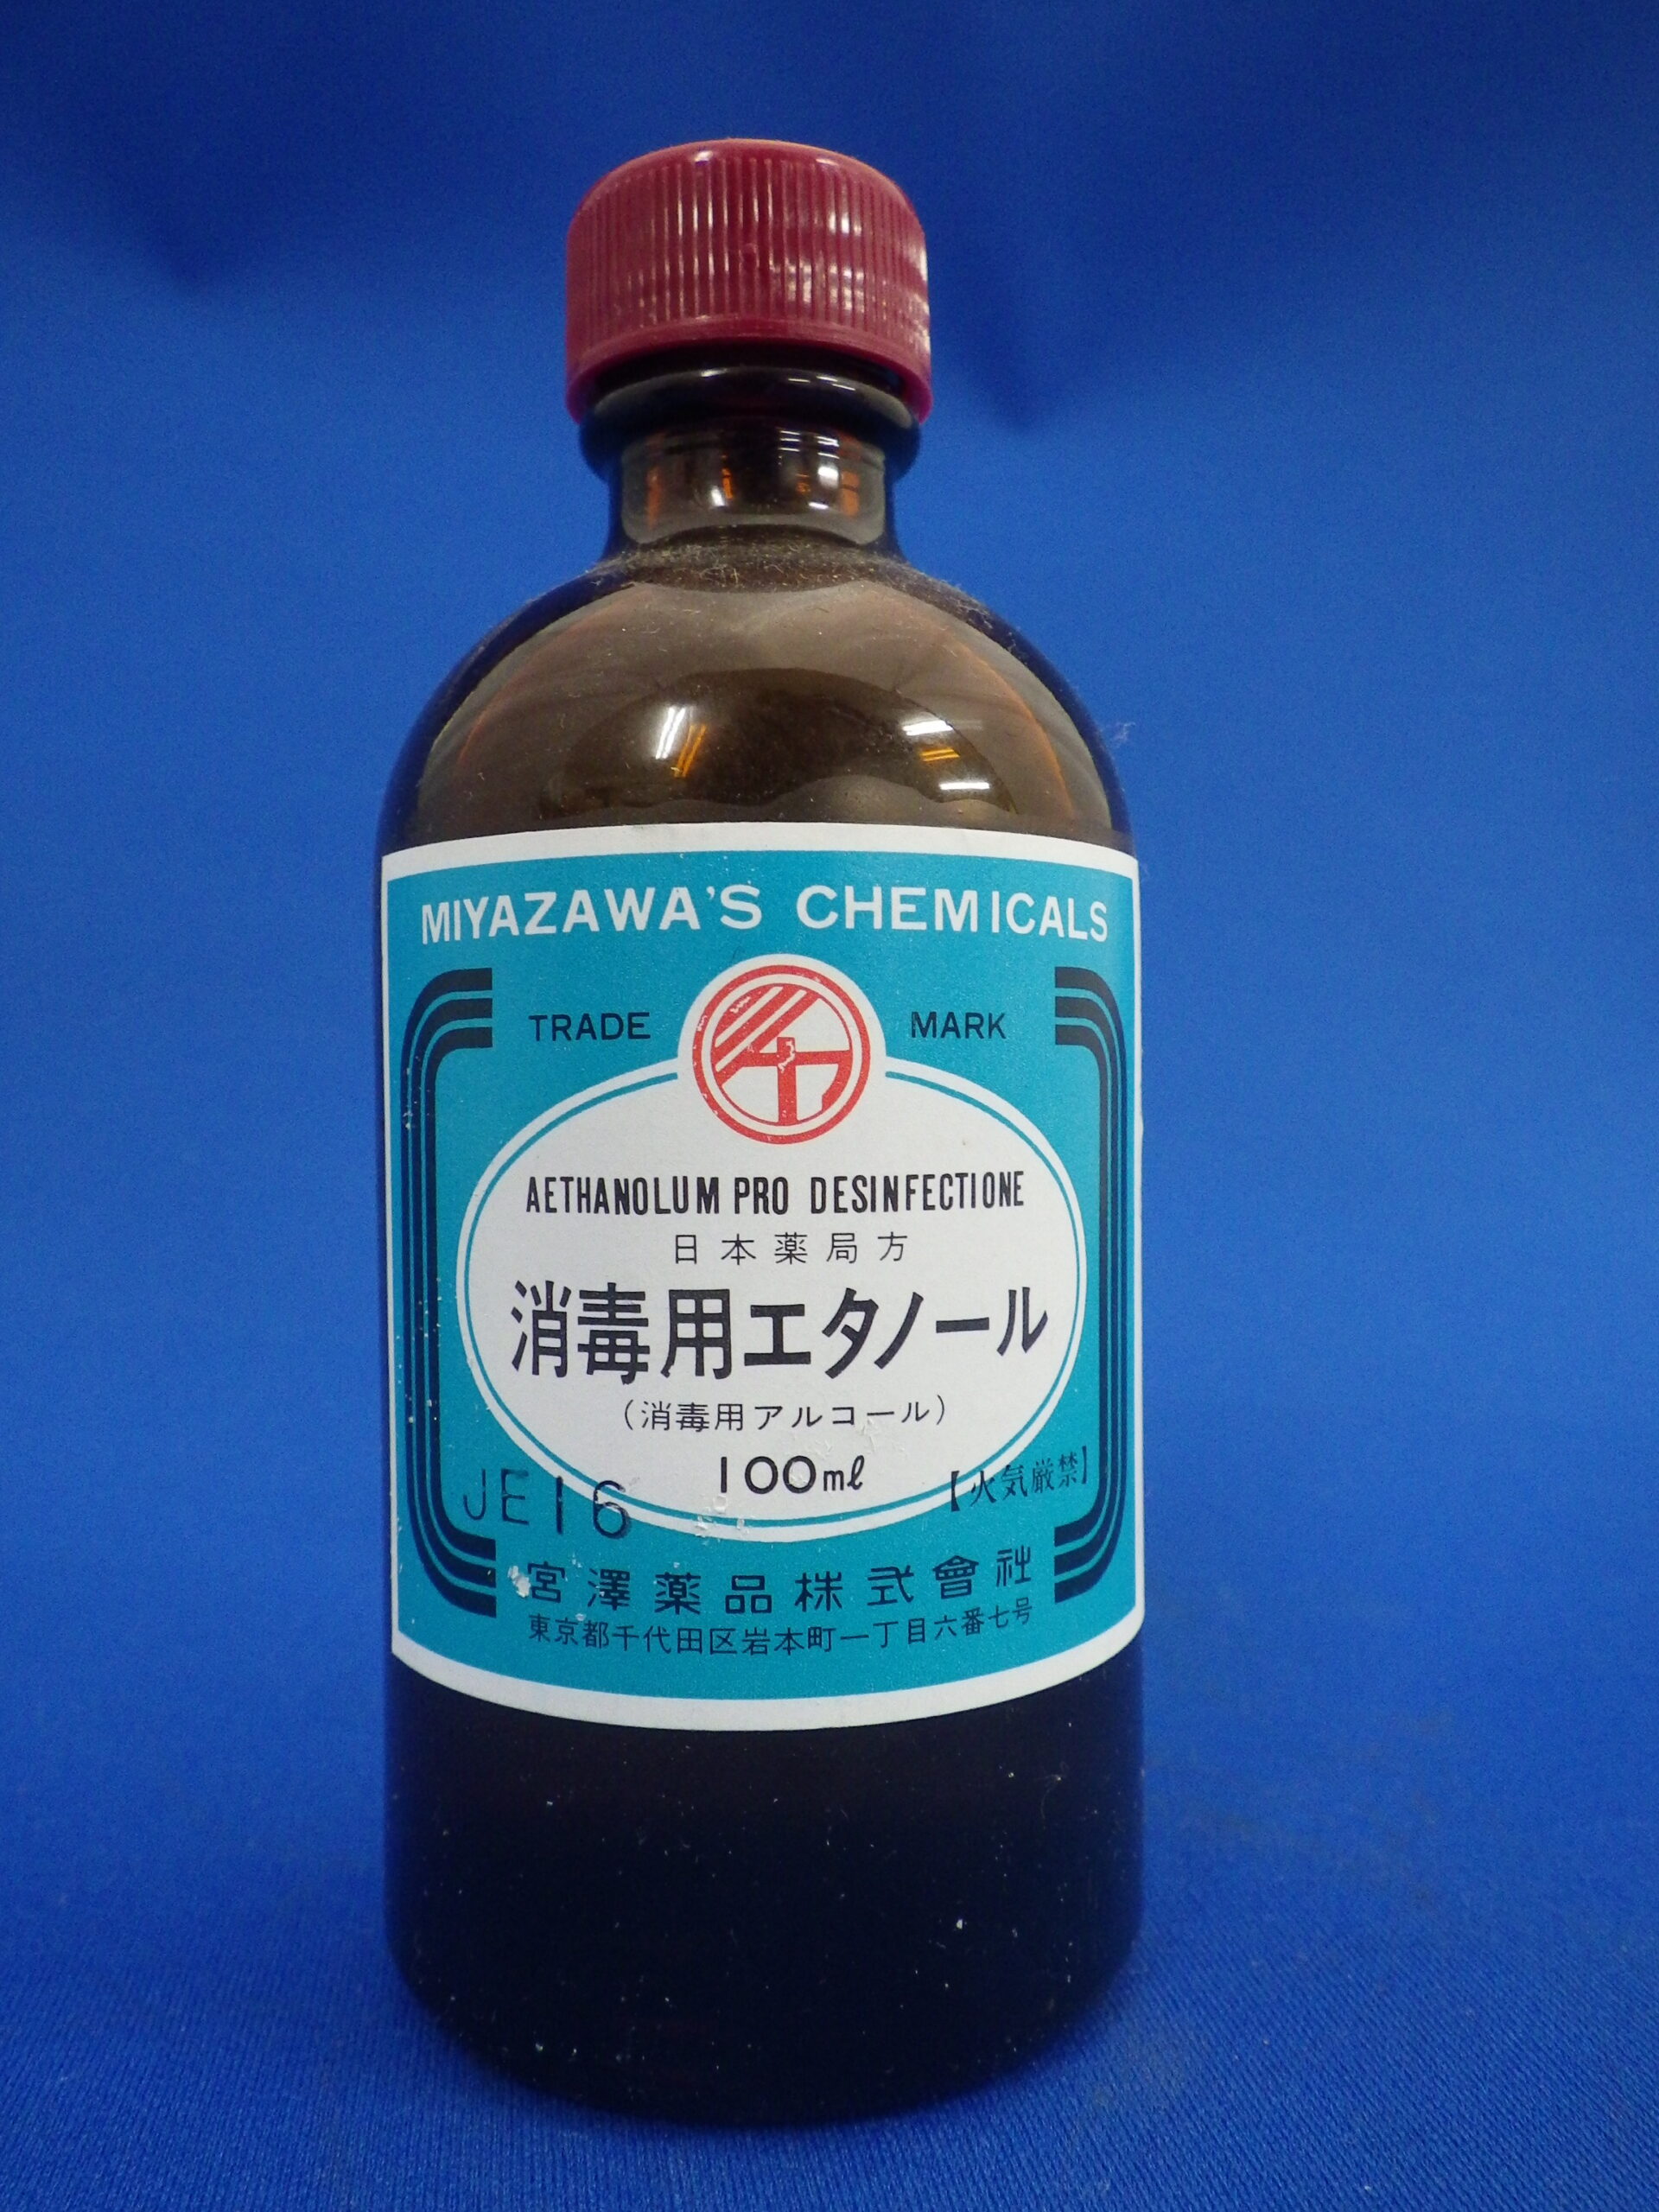 MIYAZAWA'S CHEMICALS
TRADE MARK
AETHANOLUM PRO DESINFECTIONE
日本薬局方
消毒用エタノール
(消毒用アルコール)
100mℓ
【火気厳禁】
JE16
宮澤薬品株式會社
東京都千代田区岩本町一丁目六番七号